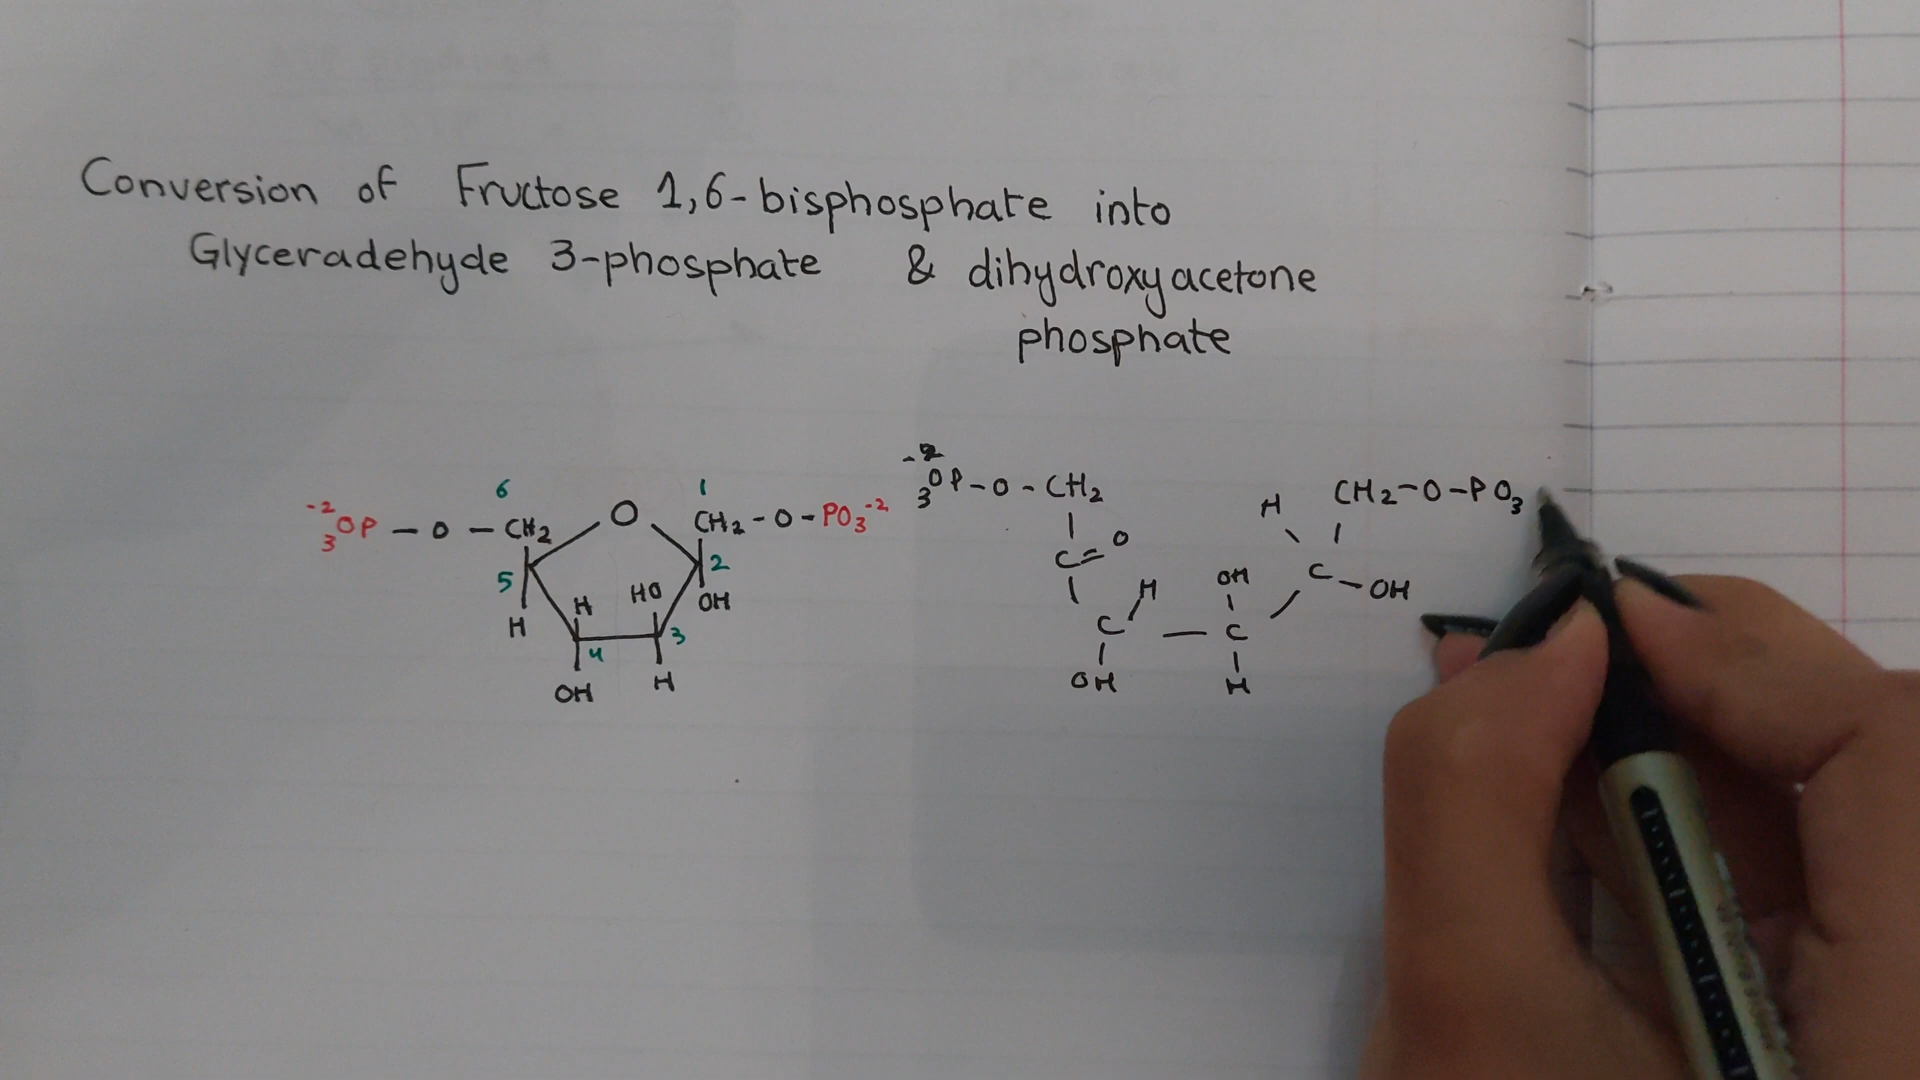 Conversion of Fructose 1,6-bisphosphate into
Glyceradehyde 3-phosphate & dihydroxyacetone
phosphate
6 1
-2 3OP - O - CH2 O CH2 - O - PO3 -2
5 2
H H HO OH
4 3
OH H
-2 3OP - O - CH2
C = O
H
C - C
OH H
OH
H CH2 - O - PO3
C - OH